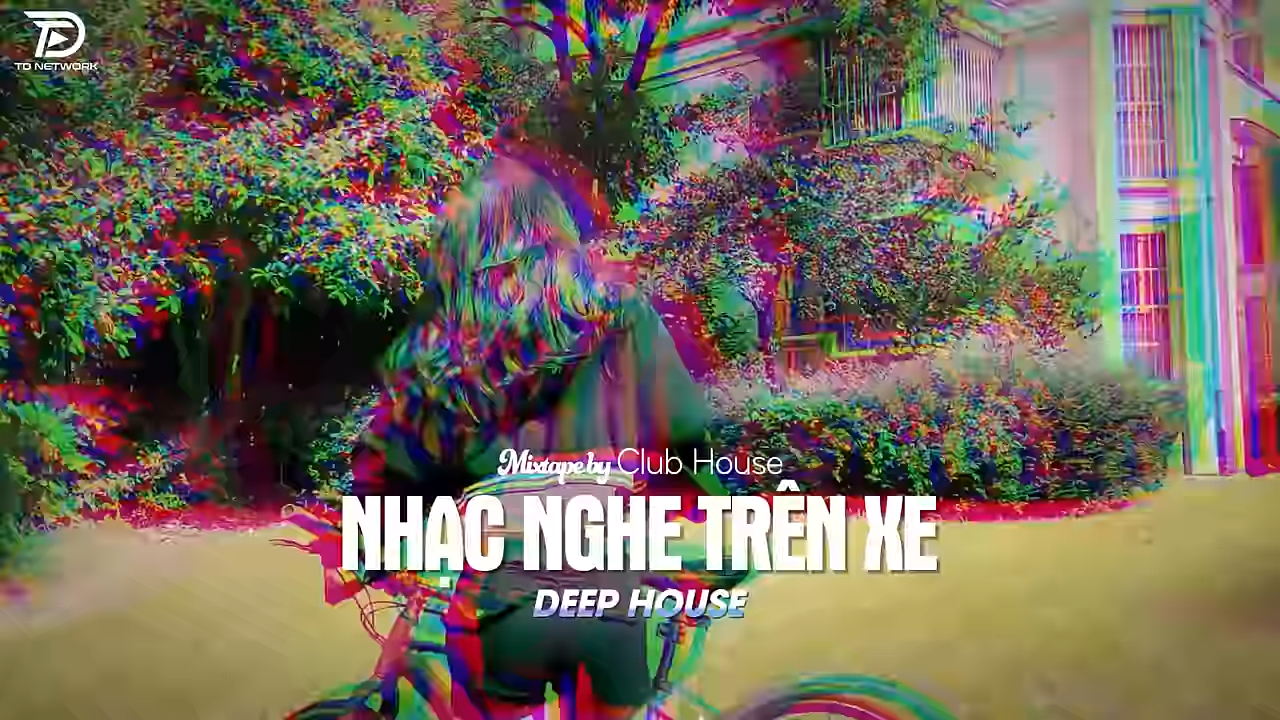 TD NETWORK
Mixtape by Club House
NHẠC NGHE TRÊN XE
DEEP HOUSE